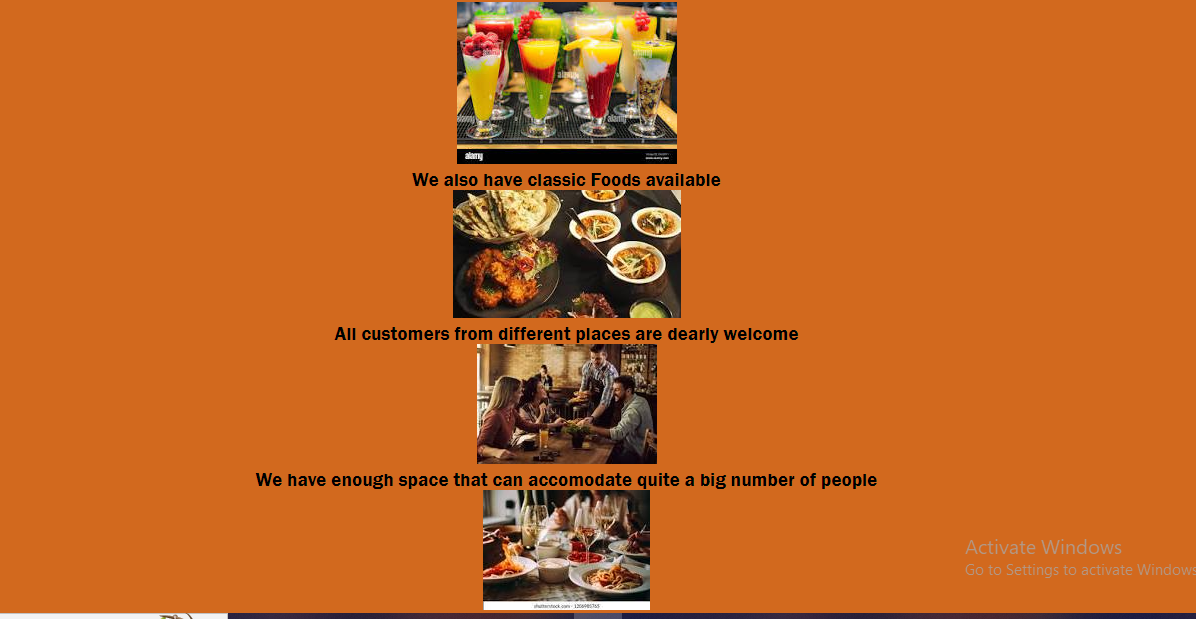 alamy
We also have classic Foods available
All customers from different places are dearly welcome
We have enough space that can accomodate quite a big number of people
Activate Windows
Go to Settings to activate Windows
shutterstock.com · 1206985765